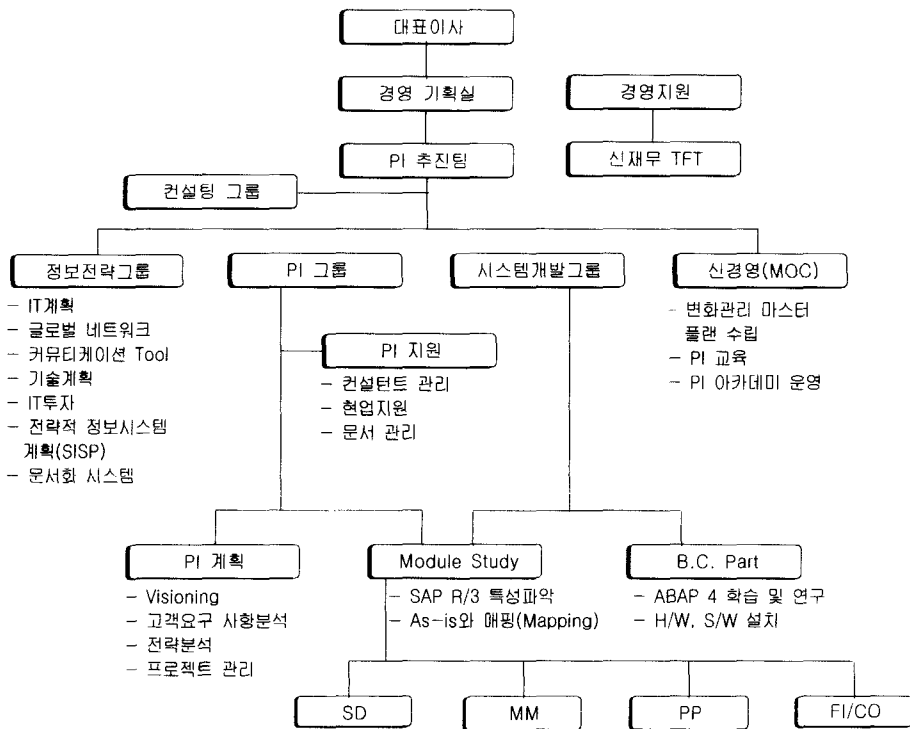 대표이사
경영 기획실
경영지원
PI 추진팀
신재무 TFT
컨설팅 그룹
정보전략그룹
PI 그룹
시스템개발그룹
신경영(MOC)
– IT계획
– 글로벌 네트워크
– 커뮤티케이션 Tool
– 기술계획
– IT투자
– 전략적 정보시스템
계획(SISP)
– 문서화 시스템
PI 지원
– 컨설턴트 관리
– 현업지원
– 문서 관리
– 변화관리 마스터
플랜 수립
– PI 교육
– PI 아카데미 운영
PI 계획
Module Study
B.C. Part
– Visioning
– 고객요구 사항분석
– 전략분석
– 프로젝트 관리
– SAP R/3 특성파악
– As-is와 매핑(Mapping)
– ABAP 4 학습 및 연구
– H/W, S/W 설치
SD
MM
PP
FI/CO